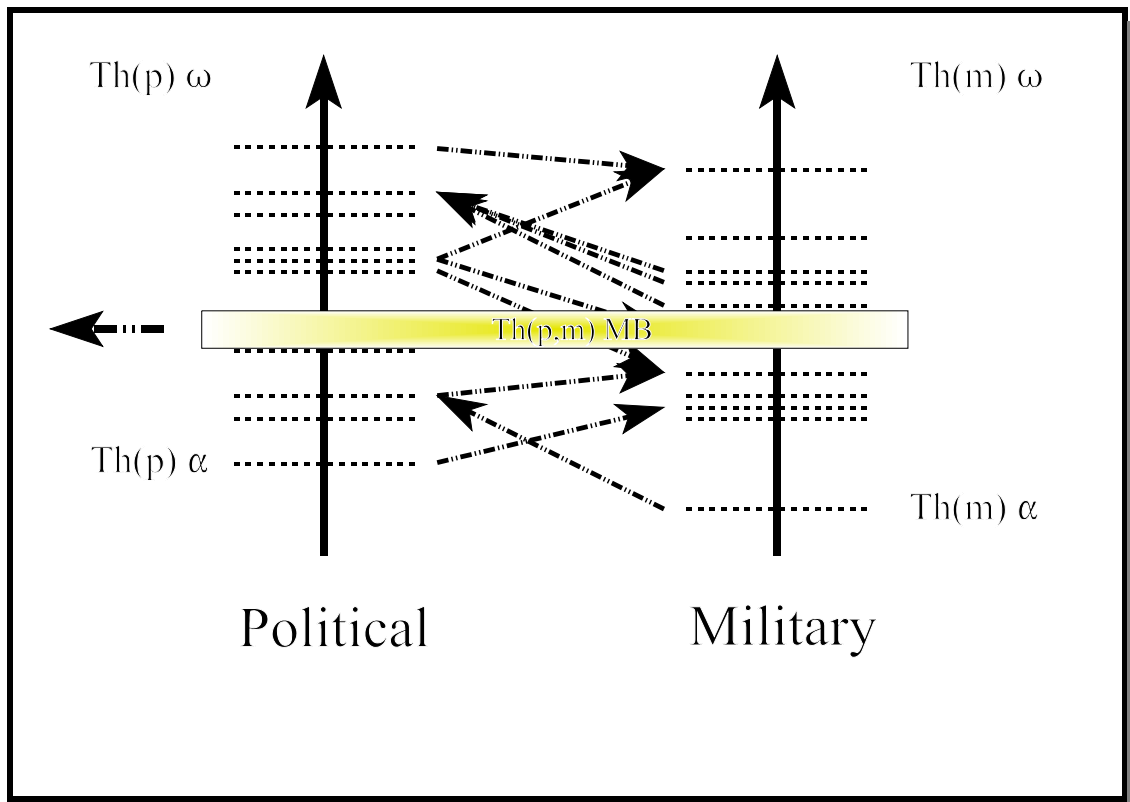 Th(p) ω
Th(m) ω
Th(p,m) MB
Th(p) α
Th(m) α
Political
Military